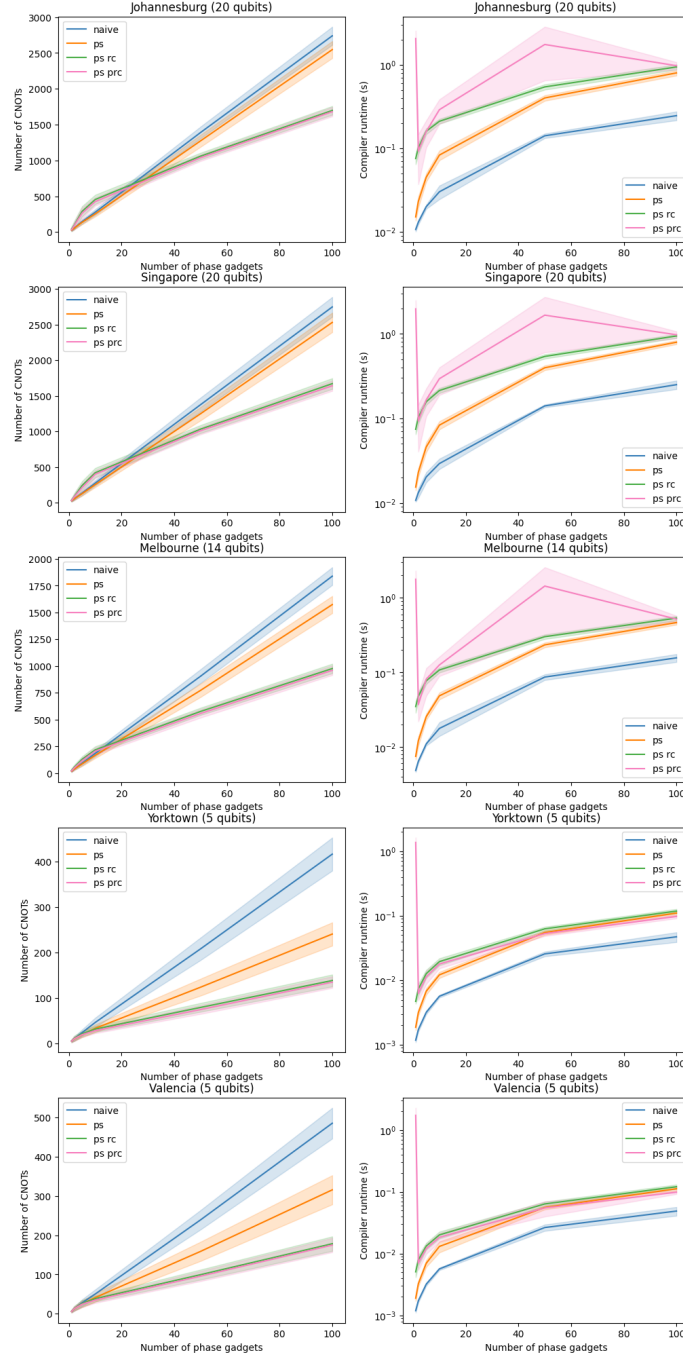 Johannesburg (20 qubits)
Number of CNOTs
3000
2500
2000
1500
1000
500
0
naive
ps
ps rc
ps prc
0 20 40 60 80 100
Number of phase gadgets
Johannesburg (20 qubits)
Compiler runtime (s)
10⁰
10⁻¹
10⁻²
naive
ps
ps rc
ps prc
0 20 40 60 80 100
Number of phase gadgets
Singapore (20 qubits)
Number of CNOTs
3000
2500
2000
1500
1000
500
0
naive
ps
ps rc
ps prc
0 20 40 60 80 100
Number of phase gadgets
Singapore (20 qubits)
Compiler runtime (s)
10⁰
10⁻¹
10⁻²
naive
ps
ps rc
ps prc
0 20 40 60 80 100
Number of phase gadgets
Melbourne (14 qubits)
Number of CNOTs
2000
1750
1500
1250
1000
750
500
250
0
naive
ps
ps rc
ps prc
0 20 40 60 80 100
Number of phase gadgets
Melbourne (14 qubits)
Compiler runtime (s)
10⁰
10⁻¹
10⁻²
naive
ps
ps rc
ps prc
0 20 40 60 80 100
Number of phase gadgets
Yorktown (5 qubits)
Number of CNOTs
400
300
200
100
0
naive
ps
ps rc
ps prc
0 20 40 60 80 100
Number of phase gadgets
Yorktown (5 qubits)
Compiler runtime (s)
10⁰
10⁻¹
10⁻²
10⁻³
naive
ps
ps rc
ps prc
0 20 40 60 80 100
Number of phase gadgets
Valencia (5 qubits)
Number of CNOTs
500
400
300
200
100
0
naive
ps
ps rc
ps prc
0 20 40 60 80 100
Number of phase gadgets
Valencia (5 qubits)
Compiler runtime (s)
10⁰
10⁻¹
10⁻²
10⁻³
naive
ps
ps rc
ps prc
0 20 40 60 80 100
Number of phase gadgets